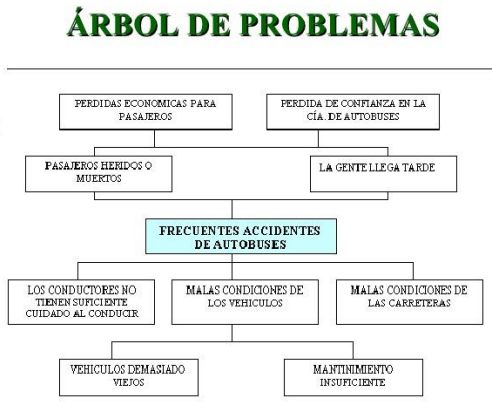 ÁRBOL DE PROBLEMAS
PERDIDAS ECONOMICAS PARA
PASAJEROS
PERDIDA DE CONFIANZA EN LA
CÍA. DE AUTOBUSES
PASAJEROS HERIDOS O
MUERTOS
LA GENTE LLEGA TARDE
FRECUENTES ACCIDENTES
DE AUTOBUSES
LOS CONDUCTORES NO
TIENEN SUFICIENTE
CUIDADO AL CONDUCIR
MALAS CONDICIONES DE
LOS VEHICULOS
MALAS CONDICIONES DE
LAS CARRETERAS
VEHICULOS DEMASIADO
VIEJOS
MANTINIMIENTO
INSUFICIENTE